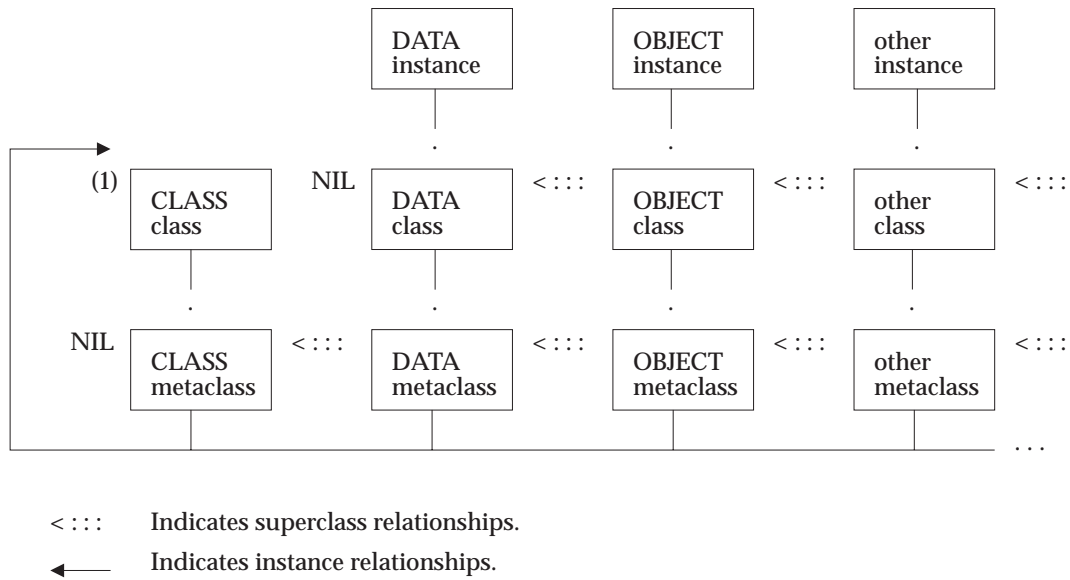 DATA
instance
OBJECT
instance
other
instance
.
.
.
(1)
CLASS
class
NIL
DATA
class
< : : :
OBJECT
class
< : : :
other
class
< : : :
.
.
.
.
NIL
CLASS
metaclass
< : : :
DATA
metaclass
< : : :
OBJECT
metaclass
< : : :
other
metaclass
< : : :
. . .
< : : : Indicates superclass relationships.
Indicates instance relationships.